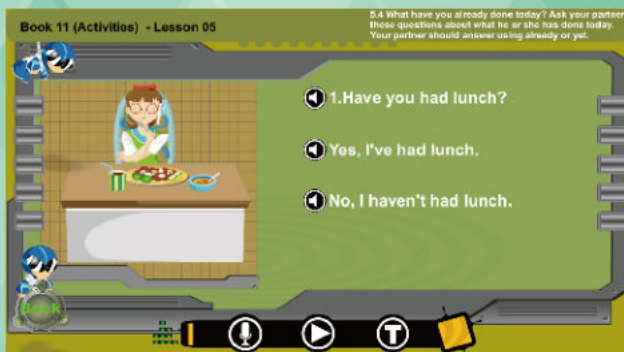 Book 11 (Activities) - Lesson 05
5.4 What have you already done today? Ask your partner
these questions about what he or she has done today.
Your partner should answer using already or yet.
1.Have you had lunch?
Yes, I've had lunch.
No, I haven't had lunch.
Book
T